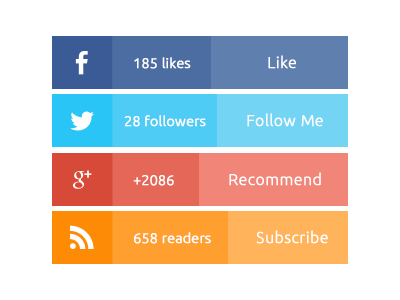 f 185 likes Like
28 followers Follow Me
g+ +2086 Recommend
658 readers Subscribe